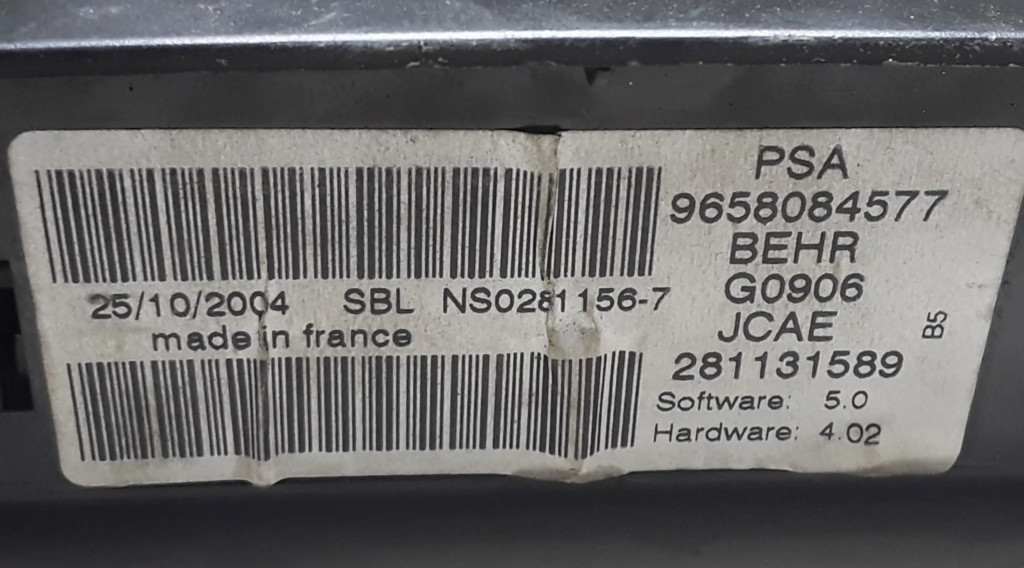 25/10/2004 SBL NS0281156-7
made in france
PSA
9658084577
BEHR
G0906
JCAE
281131589
Software: 5.0
Hardware: 4.02
B5